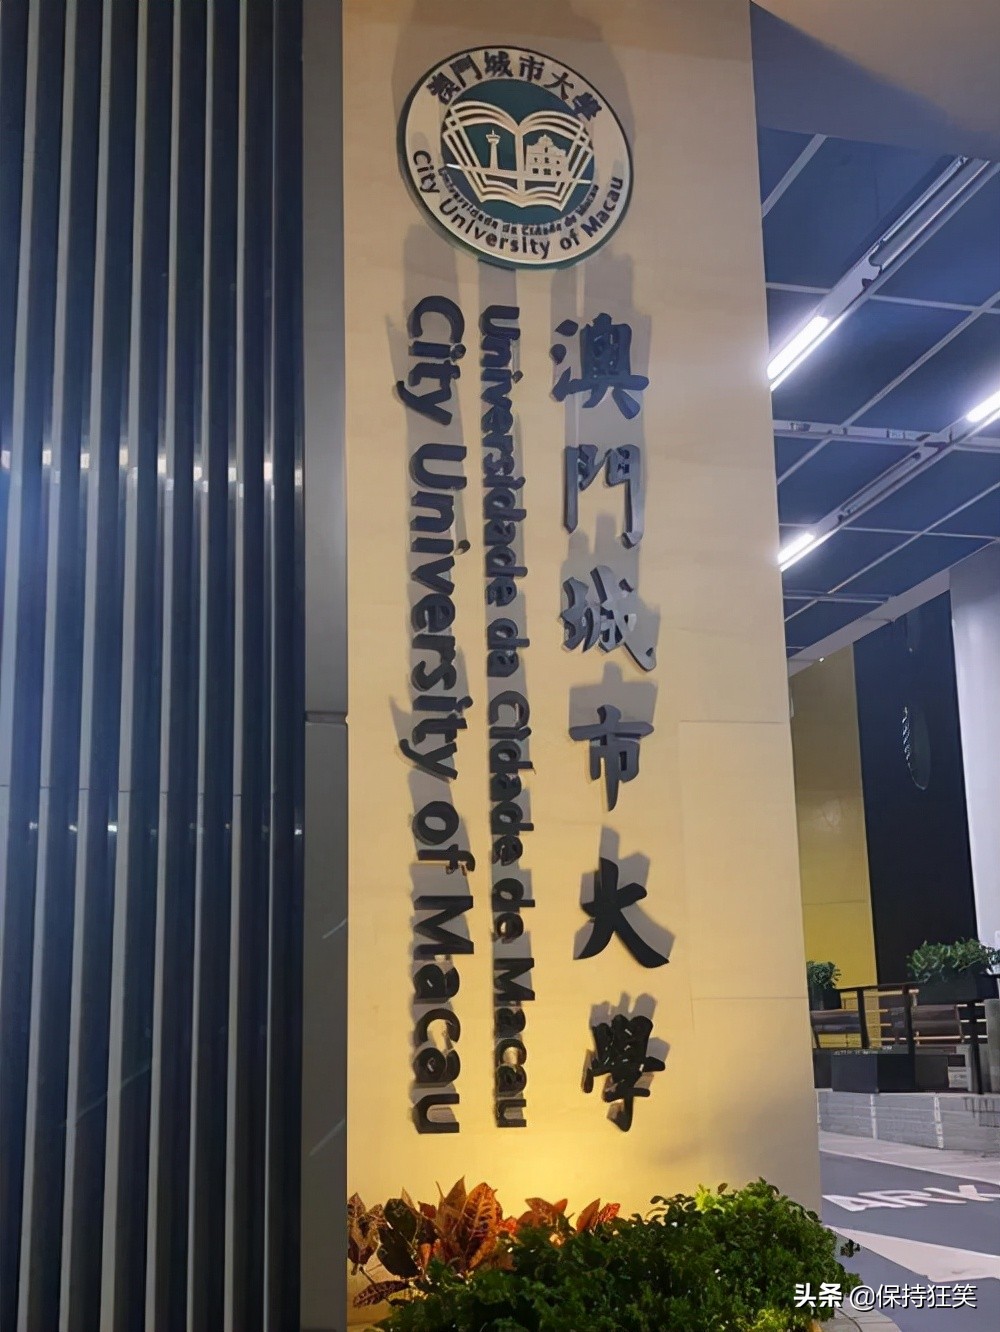 澳門城市大學
Universidade da Cidade de Macau
City University of Macau
澳門城市大學
Universidade da Cidade de Macau
City University of Macau
头条 @保持狂笑